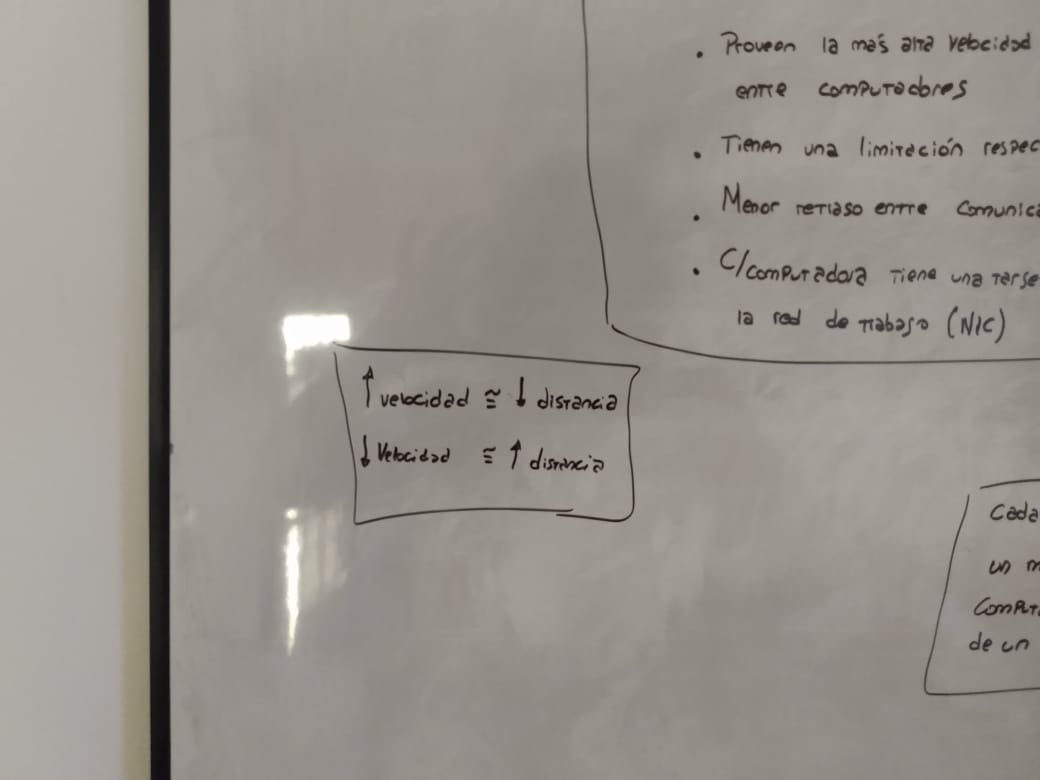 • Proveen la más alta velocidad
entre computadores
• Tienen una limitación respec
• Menor retraso entre comunica
• C/computadora tiene una tarje
la red de trabajo (NIC)
↑ velocidad ≅ ↓ distancia
↓ velocidad ≅ ↑ distancia
Cada
un m
comput
de un